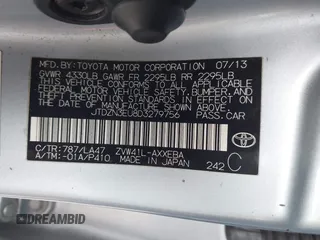 MFD. BY: TOYOTA MOTOR CORPORATION 07/13
GVWR 4330LB GAWR FR 2295LB RR 2295LB
THIS VEHICLE CONFORMS TO ALL APPLICABLE
FEDERAL MOTOR VEHICLE SAFETY, BUMPER, AND
THEFT PREVENTION STANDARDS IN EFFECT ON THE
DATE OF MANUFACTURE SHOWN ABOVE.
JTDZN3EU8D3279756 PASS. CAR
C/TR: 787/LA47 ZVW41L-AXXEBA
A/TM: -01A/P410 MADE IN JAPAN
242 C
TOYOTA
DREAMBID